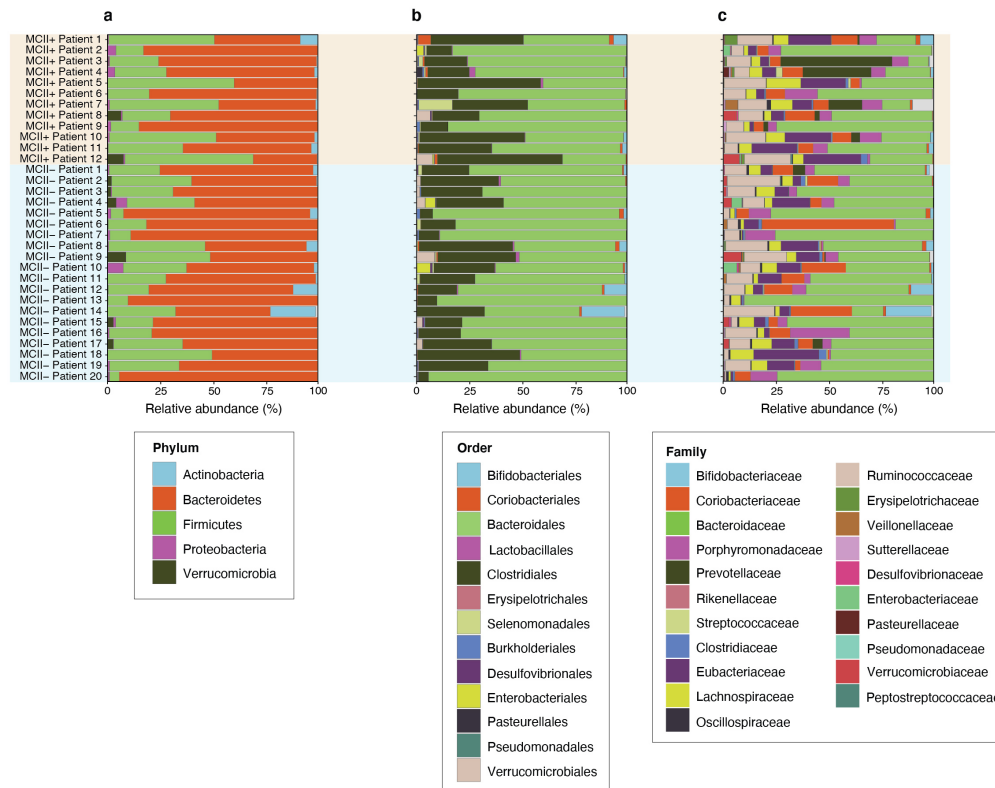 a
b
c
MCII+ Patient 1
MCII+ Patient 2
MCII+ Patient 3
MCII+ Patient 4
MCII+ Patient 5
MCII+ Patient 6
MCII+ Patient 7
MCII+ Patient 8
MCII+ Patient 9
MCII+ Patient 10
MCII+ Patient 11
MCII+ Patient 12
MCII− Patient 1
MCII− Patient 2
MCII− Patient 3
MCII− Patient 4
MCII− Patient 5
MCII− Patient 6
MCII− Patient 7
MCII− Patient 8
MCII− Patient 9
MCII− Patient 10
MCII− Patient 11
MCII− Patient 12
MCII− Patient 13
MCII− Patient 14
MCII− Patient 15
MCII− Patient 16
MCII− Patient 17
MCII− Patient 18
MCII− Patient 19
MCII− Patient 20
0 25 50 75 100
Relative abundance (%)
0 25 50 75 100
Relative abundance (%)
0 25 50 75 100
Relative abundance (%)
Phylum
Actinobacteria
Bacteroidetes
Firmicutes
Proteobacteria
Verrucomicrobia
Order
Bifidobacteriales
Coriobacteriales
Bacteroidales
Lactobacillales
Clostridiales
Erysipelotrichales
Selenomonadales
Burkholderiales
Desulfovibrionales
Enterobacteriales
Pasteurellales
Pseudomonadales
Verrucomicrobiales
Family
Bifidobacteriaceae
Coriobacteriaceae
Bacteroidaceae
Porphyromonadaceae
Prevotellaceae
Rikenellaceae
Streptococcaceae
Clostridiaceae
Eubacteriaceae
Lachnospiraceae
Oscillospiraceae
Ruminococcaceae
Erysipelotrichaceae
Veillonellaceae
Sutterellaceae
Desulfovibrionaceae
Enterobacteriaceae
Pasteurellaceae
Pseudomonadaceae
Verrucomicrobiaceae
Peptostreptococcaceae